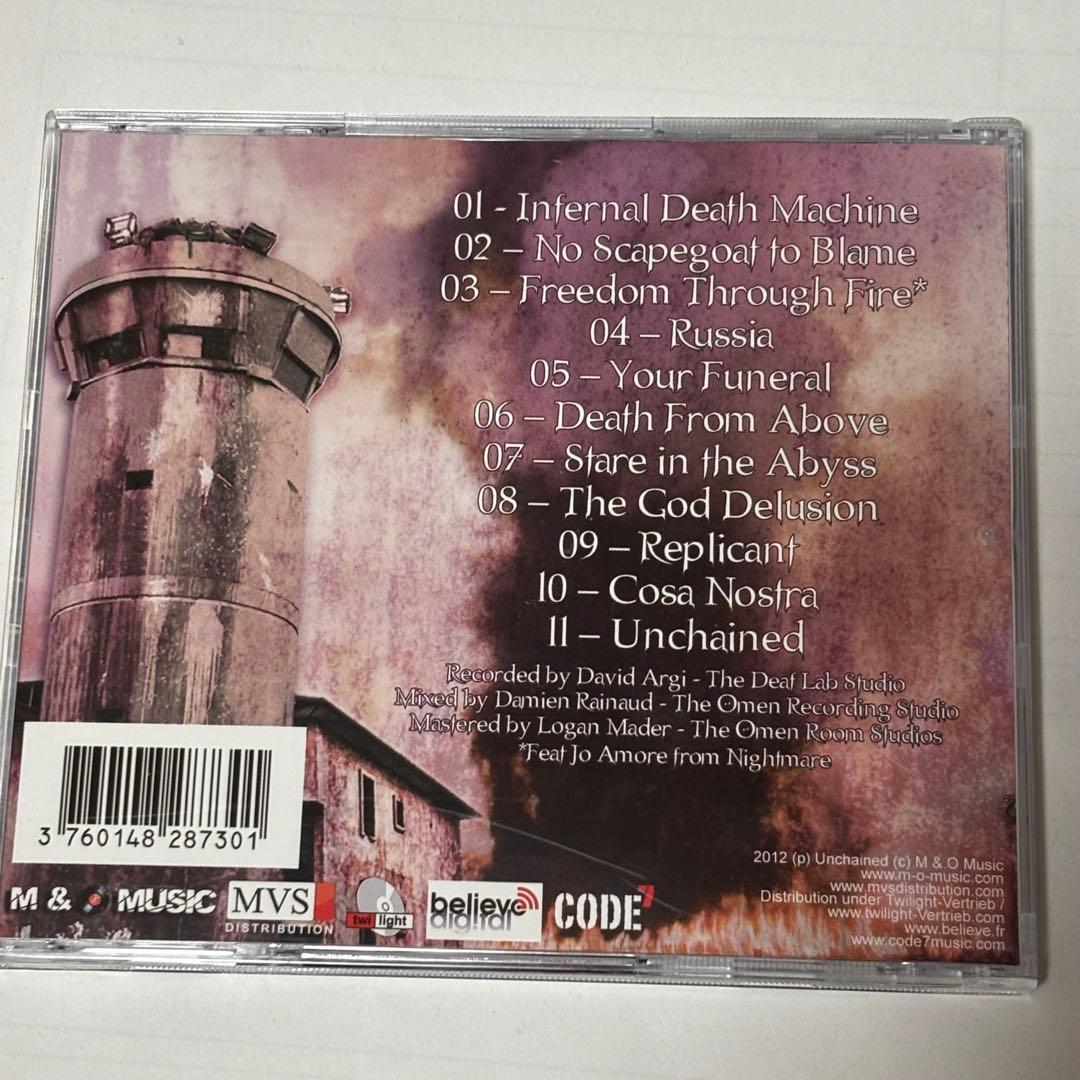 01 - Infernal Death Machine
02 – No Scapegoat to Blame
03 – Freedom Through Fire*
04 – Russia
05 – Your Funeral
06 – Death From Above
07 – Stare in the Abyss
08 – The God Delusion
09 – Replicant
10 – Cosa Nostra
11 – Unchained
Recorded by David Argi - The Deaf Lab Studio
Mixed by Damien Rainaud - The Omen Recording Studio
Mastered by Logan Mader - The Omen Room Studios
*Feat Jo Amore from Nightmare
3 760148 287301
2012 (p) Unchained (c) M & O Music
www.m-o-music.com
www.mvsdistribution.com
Distribution under Twilight-Vertrieb /
www.twilight-Vertrieb.com
www.believe.fr
www.code7music.com
M & O MUSIC
MVS
DISTRIBUTION
twilight
believe
digital
CODE7